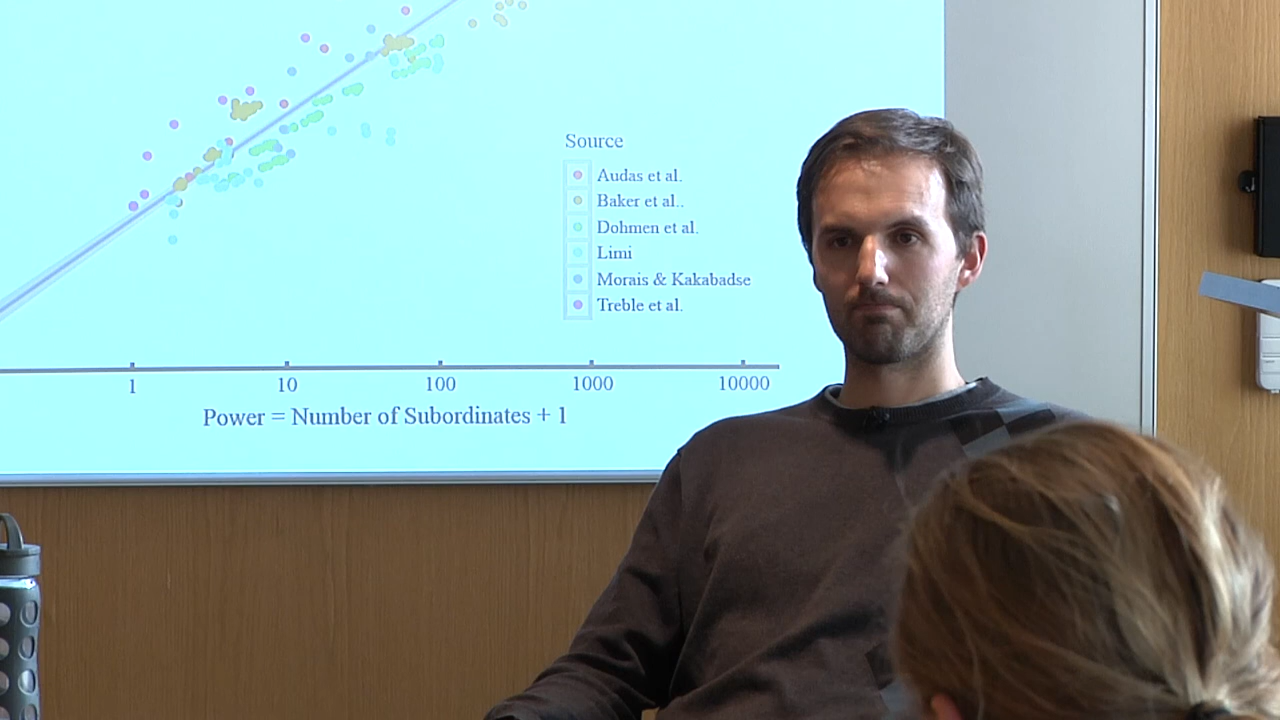 Source
Audas et al.
Baker et al..
Dohmen et al.
Limi
Morais & Kakabadse
Treble et al.
1 10 100 1000 10000
Power = Number of Subordinates + 1